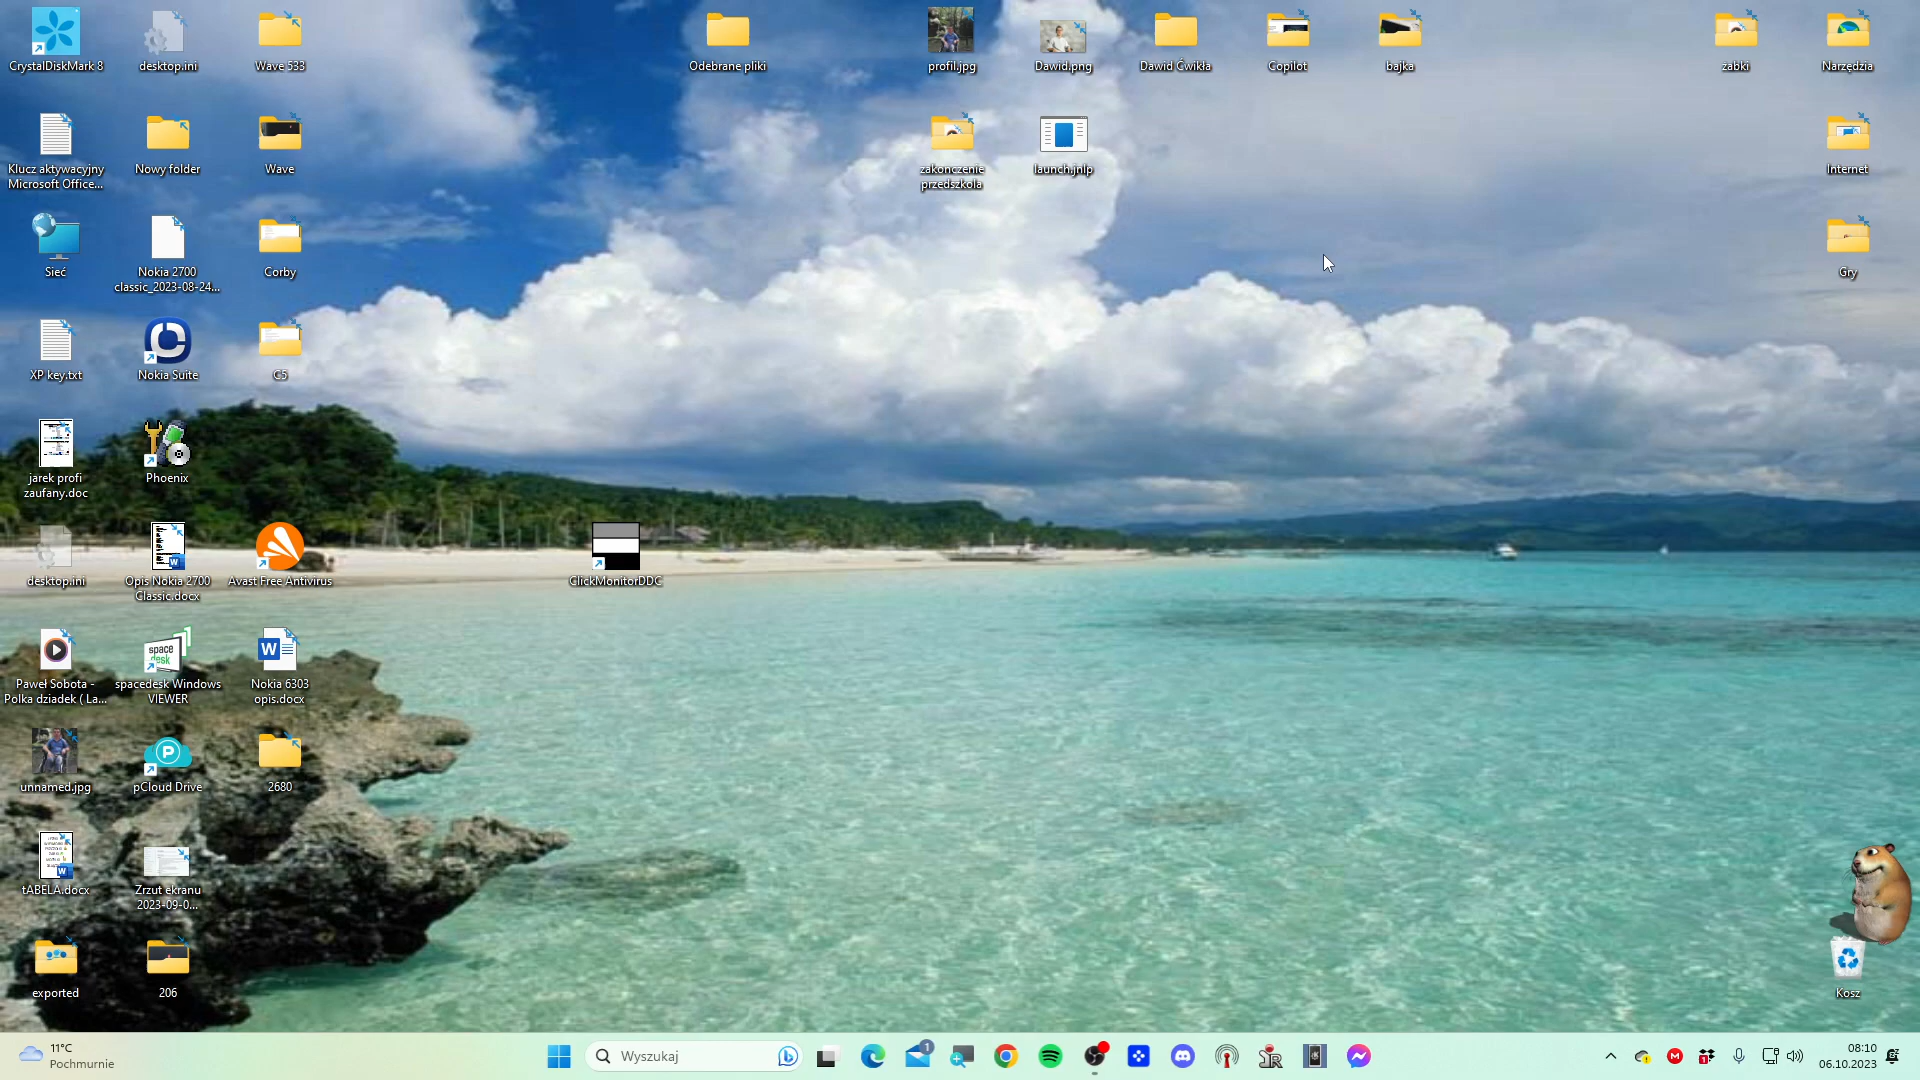 CrystalDiskMark 8
desktop.ini
Wave 533
Odebrane pliki
profil.jpg
Dawid.png
Dawid Ćwikła
Copilot
bajka
żabki
Narzędzia
Klucz aktywacyjny
Microsoft Office...
Nowy folder
Wave
zakonczenie
przedszkola
launch.jnlp
Internet
Sieć
Nokia 2700
classic_2023-08-24...
Corby
Gry
XP key.txt
Nokia Suite
C5
jarek profi
zaufany.doc
Phoenix
desktop.ini
Opis Nokia 2700
Classic.docx
Avast Free Antivirus
ClickMonitorDDC
space
desk
Paweł Sobota -
Polka dziadek ( La...
spacedesk Windows
VIEWER
Nokia 6303
opis.docx
unnamed.jpg
pCloud Drive
2680
tABELA.docx
Zrzut ekranu
2023-09-0...
exported
206
Kosz
11°C
Pochmurnie
Wyszukaj
1
08:10
06.10.2023